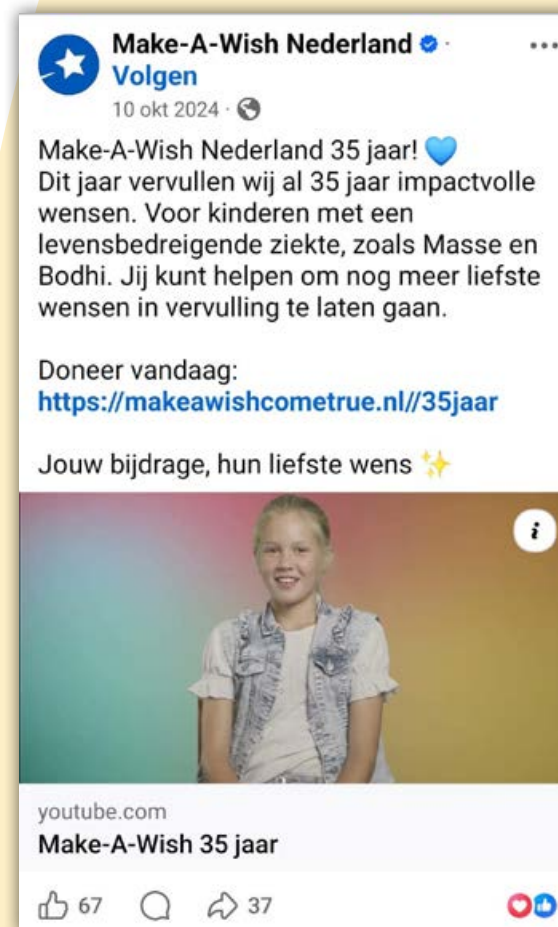 Make-A-Wish Nederland
Volgen
10 okt 2024
Make-A-Wish Nederland 35 jaar! 💙
Dit jaar vervullen wij al 35 jaar impactvolle
wensen. Voor kinderen met een
levensbedreigende ziekte, zoals Masse en
Bodhi. Jij kunt helpen om nog meer liefste
wensen in vervulling te laten gaan.
Doneer vandaag:
https://makeawishcometrue.nl//35jaar
Jouw bijdrage, hun liefste wens ✨
i
youtube.com
Make-A-Wish 35 jaar
67 37